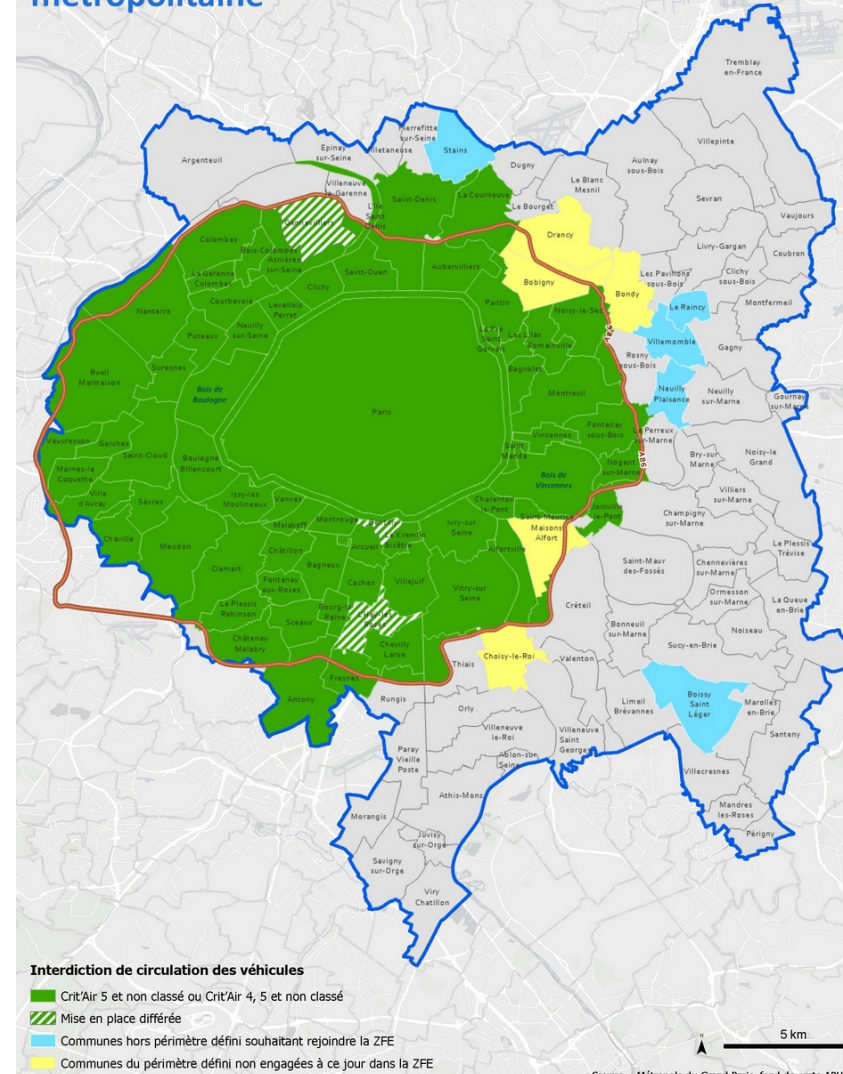 métropolitaine
Tremblay
en-France
Pierrefitte
sur-Seine
Villepinte
Epinay
sur-Seine
Villetaneuse
Stains
Argenteuil
Dugny
Aulnay
sous-Bois
Le Blanc
Mesnil
Villeneuve
la-Garenne
Saint-Denis
La Courneuve
Sevran
L'Ile
Saint
Denis
Le Bourget
Vaujours
Gennevilliers
Drancy
Colombes
Livry-Gargan
Coubron
Bois-Colombes
Asnières
sur-Seine
Saint-Ouen
Aubervilliers
Les Pavillons
sous-Bois
Clichy
sous-Bois
La Garenne
Colombes
Clichy
Bobigny
Bondy
Montfermeil
Courbevoie
Levallois
Perret
Pantin
Noisy-le-Sec
Le Raincy
Nanterre
Neuilly
sur-Seine
Le Pré
Saint
Gervais
Les Lilas
Romainville
A86
Villemomble
Puteaux
Gagny
Rosny
sous-Bois
Suresnes
Bagnolet
Rueil
Malmaison
Bois de
Boulogne
Montreuil
Neuilly
Plaisance
Neuilly
sur-Marne
Gournay
sur-Marne
Paris
Fontenay
sous-Bois
Le Perreux
sur-Marne
Vaucresson
Garches
Vincennes
Saint-Cloud
Boulogne
Billancourt
Saint
Mandé
Noisy-le
Grand
Bry-sur
Marne
Marnes-le
Coquette
Nogent
sur-Marne
A86
Bois de
Vincennes
Ville
d'Avray
Sèvres
Issy-les
Moulineaux
Vanves
Charenton
le-Pont
Villiers
sur-Marne
Malakoff
Montrouge
Gentilly
Saint-Maurice
Joinville
le-Pont
Champigny
sur-Marne
Ivry-sur
Seine
Maisons
Alfort
Le Kremlin
Bicêtre
Chaville
Meudon
Arcueil
Alfortville
Le Plessis
Trévise
Châtillon
Clamart
Bagneux
Saint-Maur
des-Fossés
Chennevières
sur-Marne
Cachan
Villejuif
Fontenay
aux-Roses
Vitry-sur
Seine
Ormesson
sur-Marne
La Queue
en-Brie
Le Plessis
Robinson
Bourg-la
Reine
Créteil
Sceaux
Bonneuil
sur-Marne
Noiseau
Châtenay
Malabry
Chevilly
Larue
Sucy-en-Brie
Thiais
Choisy-le-Roi
Valenton
Fresnes
Antony
Rungis
Boissy
Saint
Léger
Orly
Limeil
Brévannes
Marolles
en-Brie
Villeneuve
le-Roi
Villeneuve
Saint
Georges
Santeny
Paray
Vieille
Poste
Ablon-sur
Seine
Villecresnes
Athis-Mons
Mandres
les-Roses
Morangis
Périgny
Juvisy
sur-Orge
Savigny
sur-Orge
Viry
Chatillon
Interdiction de circulation des véhicules
Crit'Air 5 et non classé ou Crit'Air 4, 5 et non classé
Mise en place différée
Communes hors périmètre défini souhaitant rejoindre la ZFE
Communes du périmètre défini non engagées à ce jour dans la ZFE
N
5 km